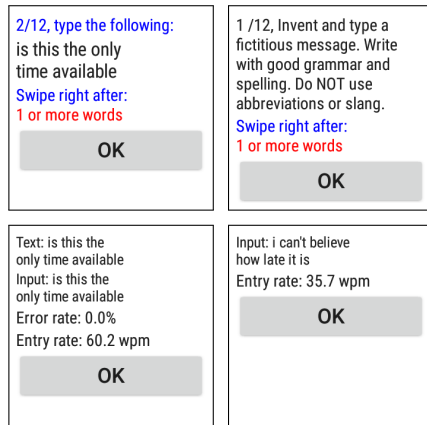 2/12, type the following:
is this the only
time available
Swipe right after:
1 or more words
OK
1 /12, Invent and type a
fictitious message. Write
with good grammar and
spelling. Do NOT use
abbreviations or slang.
Swipe right after:
1 or more words
OK
Text: is this the
only time available
Input: is this the
only time available
Error rate: 0.0%
Entry rate: 60.2 wpm
OK
Input: i can't believe
how late it is
Entry rate: 35.7 wpm
OK